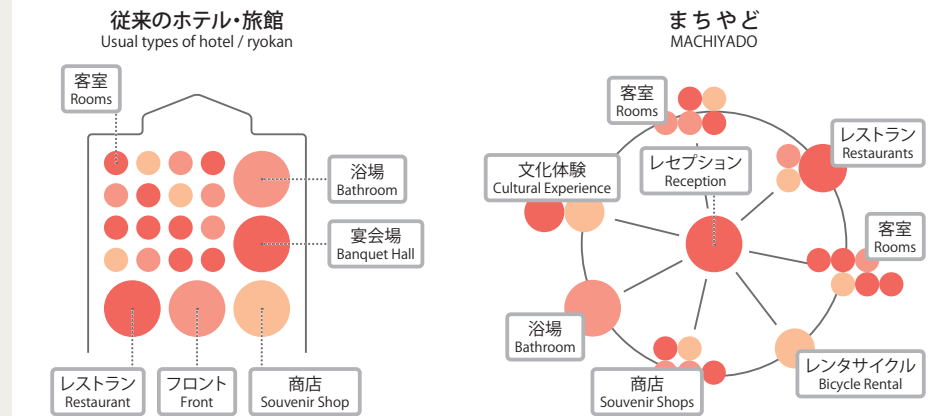 従来のホテル・旅館
Usual types of hotel / ryokan
客室
Rooms
浴場
Bathroom
宴会場
Banquet Hall
レストラン
Restaurant
フロント
Front
商店
Souvenir Shop
まちやど
MACHIYADO
客室
Rooms
レストラン
Restaurants
文化体験
Cultural Experience
レセプション
Reception
客室
Rooms
浴場
Bathroom
商店
Souvenir Shops
レンタサイクル
Bicycle Rental